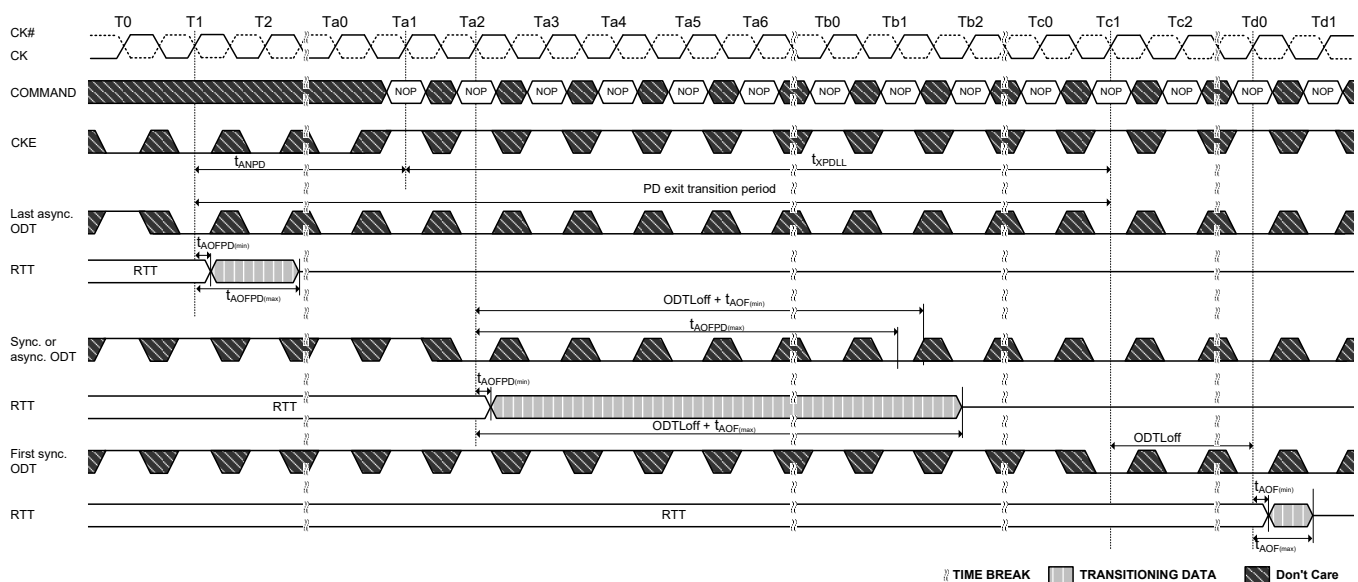 T0 T1 T2 Ta0 Ta1 Ta2 Ta3 Ta4 Ta5 Ta6 Tb0 Tb1 Tb2 Tc0 Tc1 Tc2 Td0 Td1
CK#
CK
COMMAND NOP NOP NOP NOP NOP NOP NOP NOP NOP NOP NOP NOP NOP NOP
CKE
tANPD tXPDLL
PD exit transition period
Last async.
ODT
tAOFPD(min)
RTT RTT
tAOFPD(max)
ODTLoff + tAOF(min)
tAOFPD(max)
Sync. or
async. ODT
tAOFPD(min)
RTT RTT
ODTLoff + tAOF(max)
ODTLoff
First sync.
ODT
tAOF(min)
RTT RTT
tAOF(max)
TIME BREAK TRANSITIONING DATA Don't Care